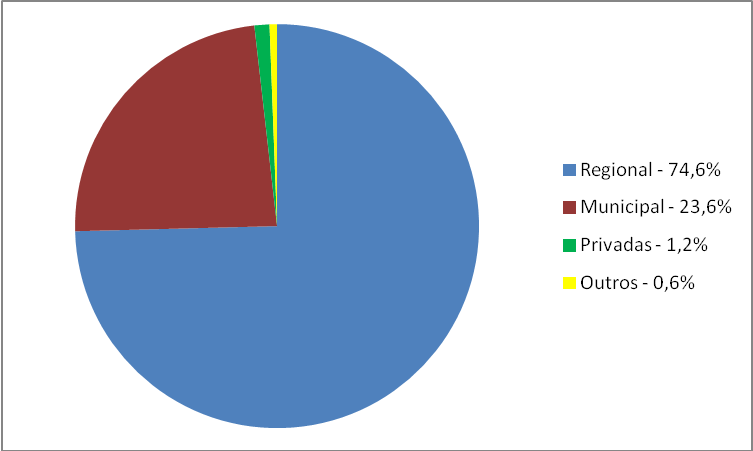 Regional - 74,6%
Municipal - 23,6%
Privadas - 1,2%
Outros - 0,6%